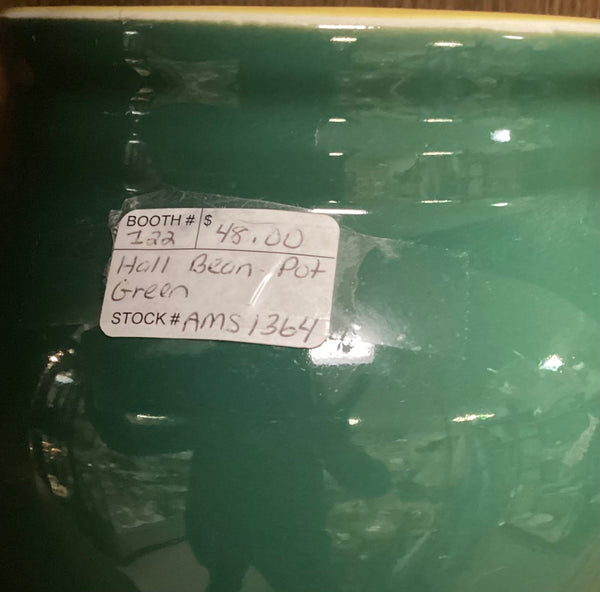 BOOTH # $
122 48.00
Hall Bean-Pot
Green
STOCK # AMS 1364